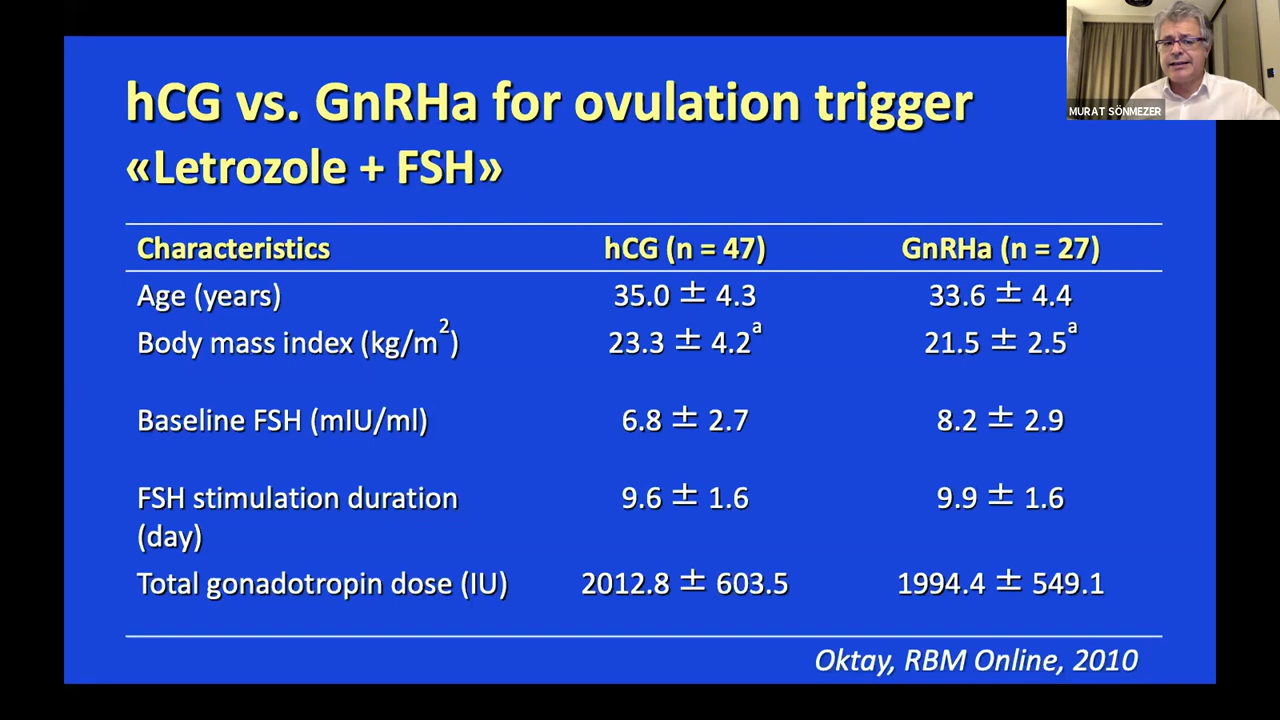 MURAT SÖNMEZER
hCG vs. GnRHa for ovulation trigger
«Letrozole + FSH»
Characteristics hCG (n = 47) GnRHa (n = 27)
Age (years) 35.0 ± 4.3 33.6 ± 4.4
Body mass index (kg/m²) 23.3 ± 4.2ᵃ 21.5 ± 2.5ᵃ
Baseline FSH (mIU/ml) 6.8 ± 2.7 8.2 ± 2.9
FSH stimulation duration 9.6 ± 1.6 9.9 ± 1.6
(day)
Total gonadotropin dose (IU) 2012.8 ± 603.5 1994.4 ± 549.1
Oktay, RBM Online, 2010